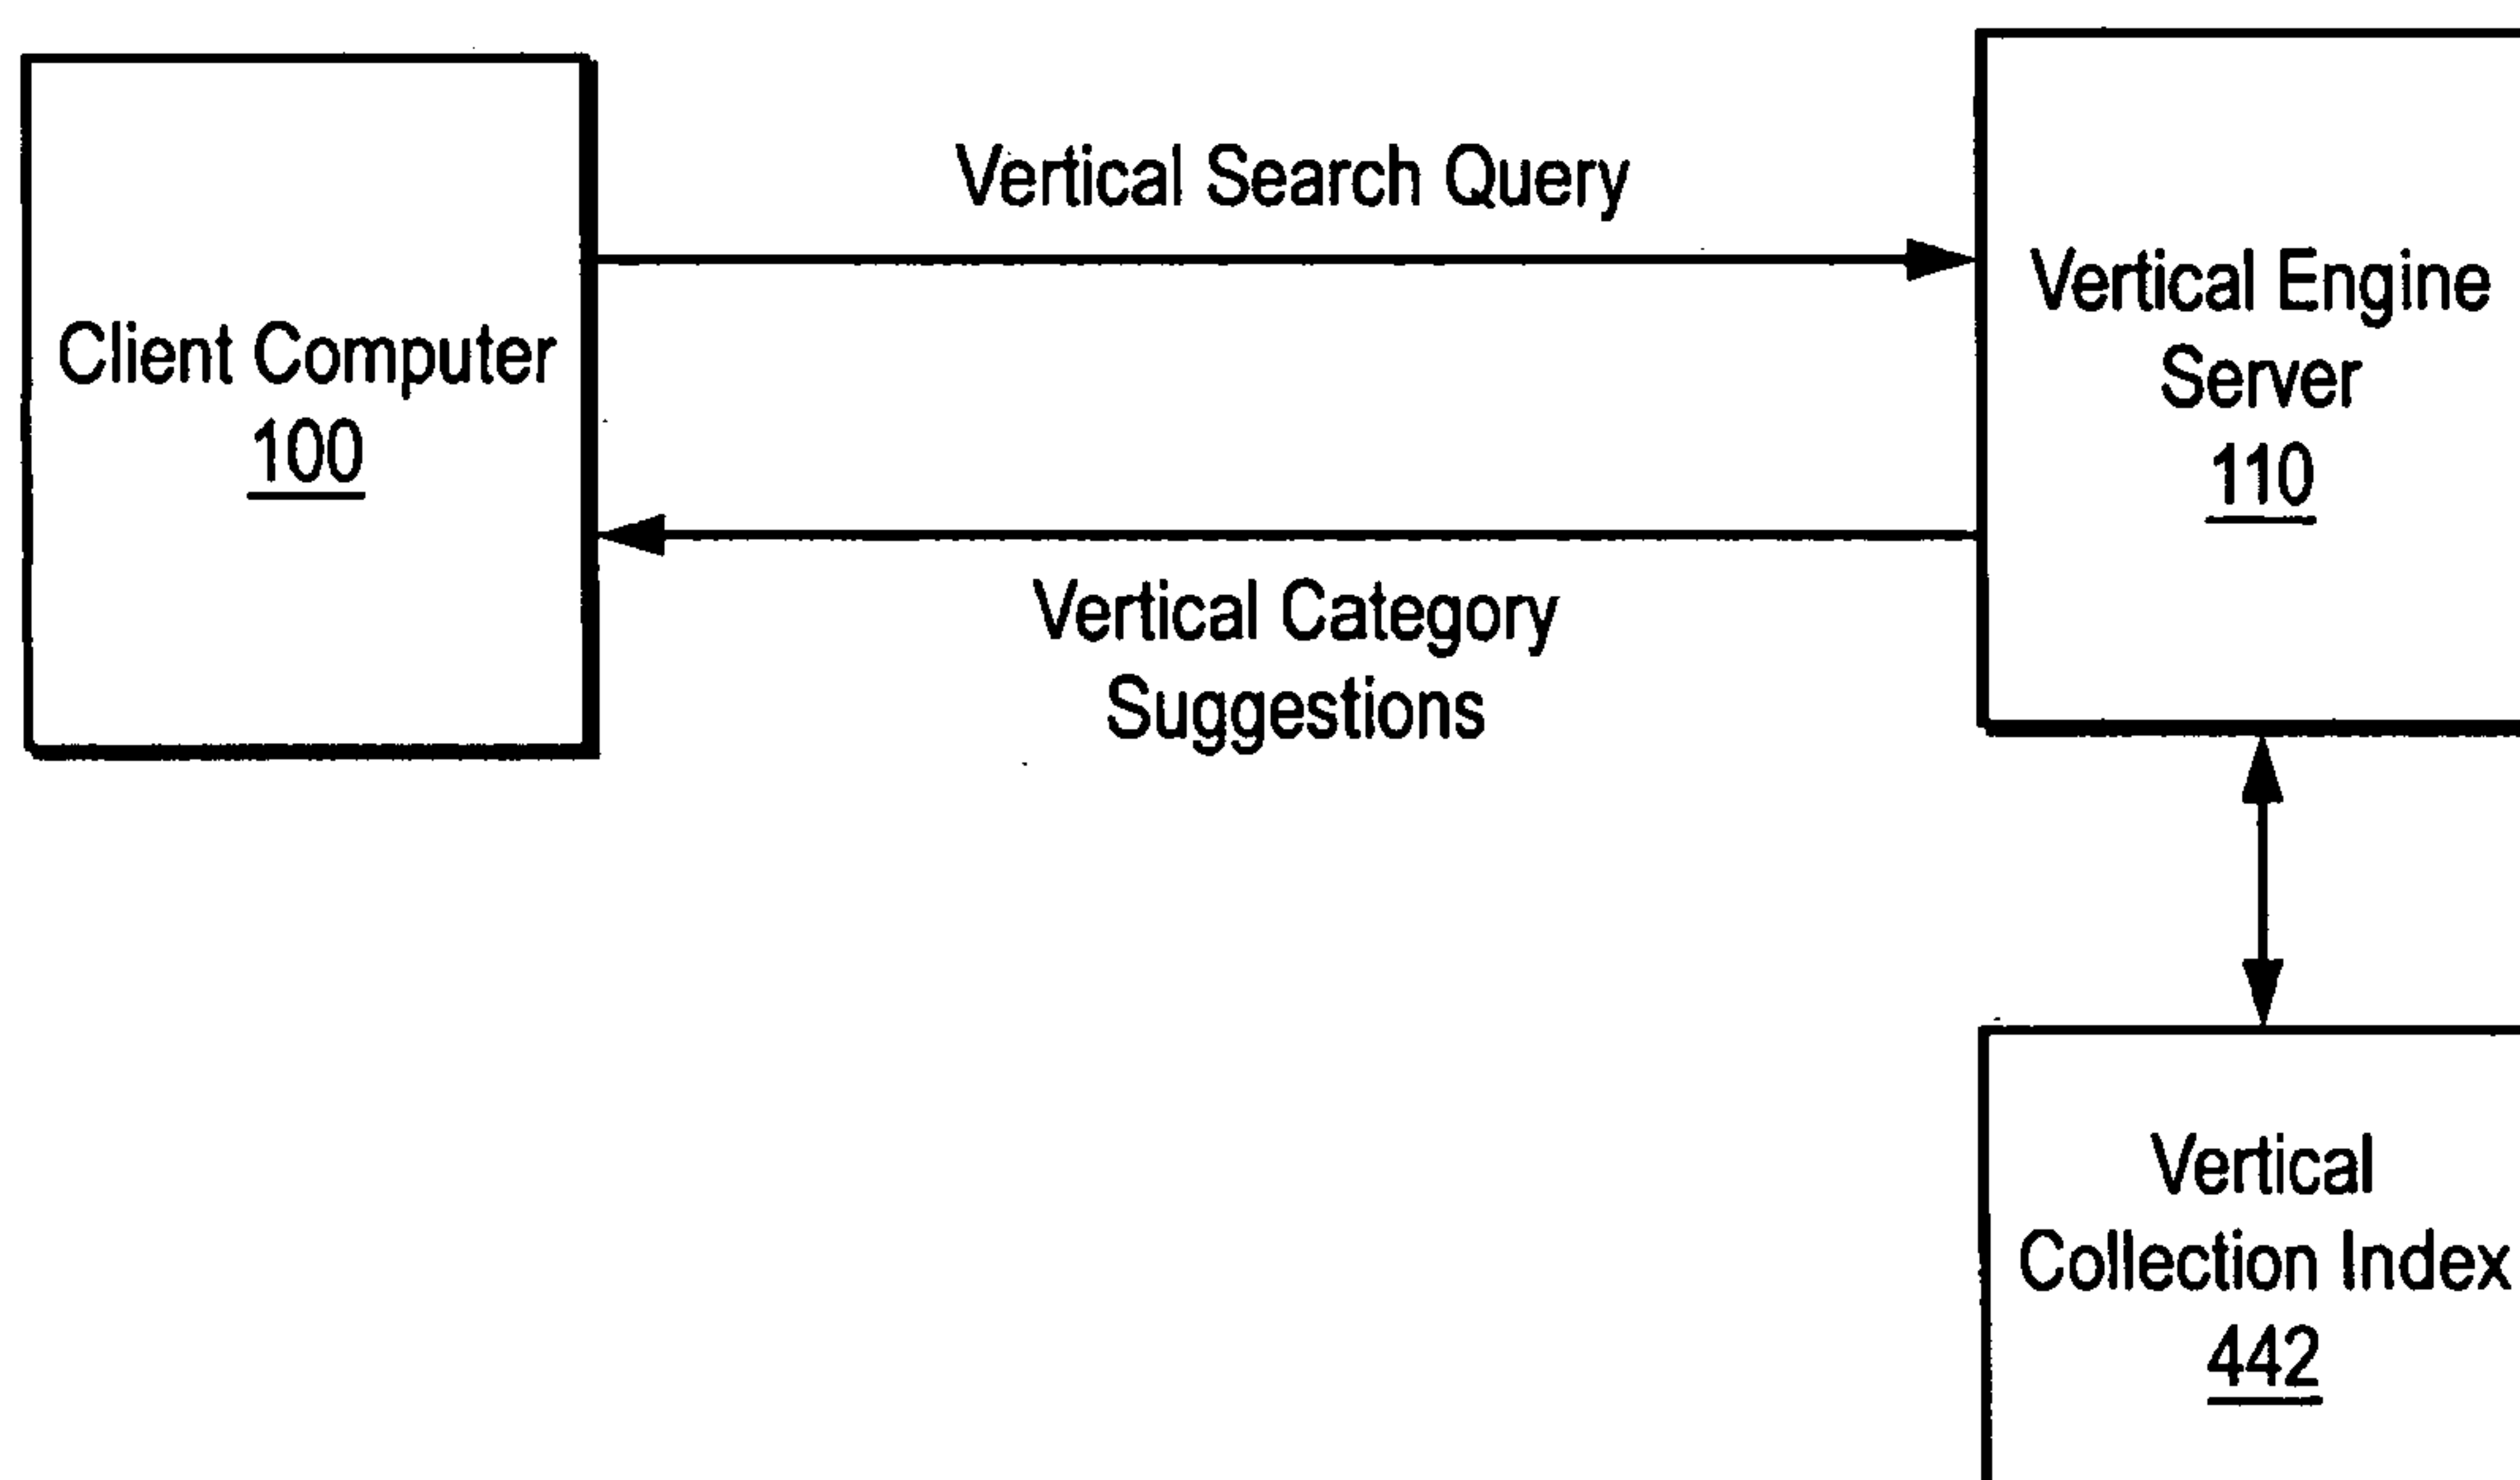 Client Computer
100
Vertical Search Query
Vertical Category
Suggestions
Vertical Engine
Server
110
Vertical
Collection Index
442